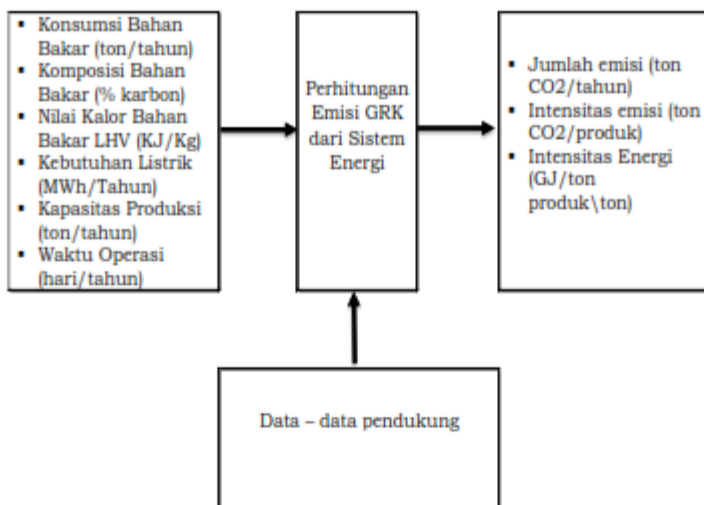 ▪ Konsumsi Bahan
Bakar (ton/tahun)
▪ Komposisi Bahan
Bakar (% karbon)
▪ Nilai Kalor Bahan
Bakar LHV (KJ/Kg)
▪ Kebutuhan Listrik
(MWh/Tahun)
▪ Kapasitas Produksi
(ton/tahun)
▪ Waktu Operasi
(hari/tahun)
Perhitungan
Emisi GRK
dari Sistem
Energi
▪ Jumlah emisi (ton
CO2/tahun)
▪ Intensitas emisi (ton
CO2/produk)
▪ Intensitas Energi
(GJ/ton
produk\ton)
Data – data pendukung